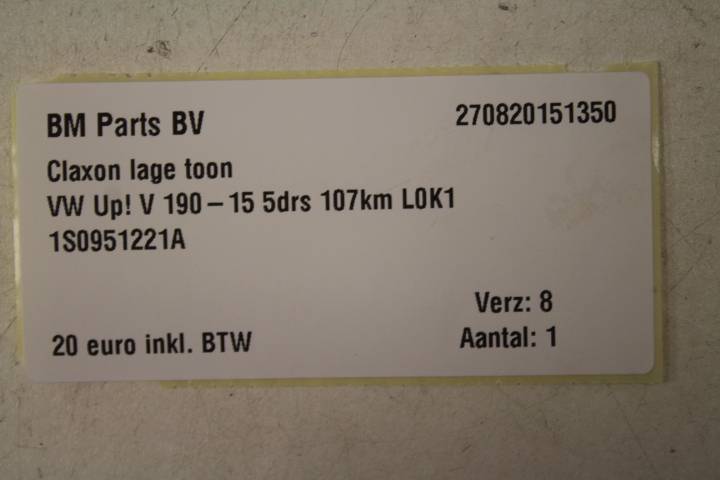 BM Parts BV 270820151350
Claxon lage toon
VW Up! V 190-15 5drs 107km L0K1
1S0951221A
Verz: 8
20 euro inkl. BTW Aantal: 1